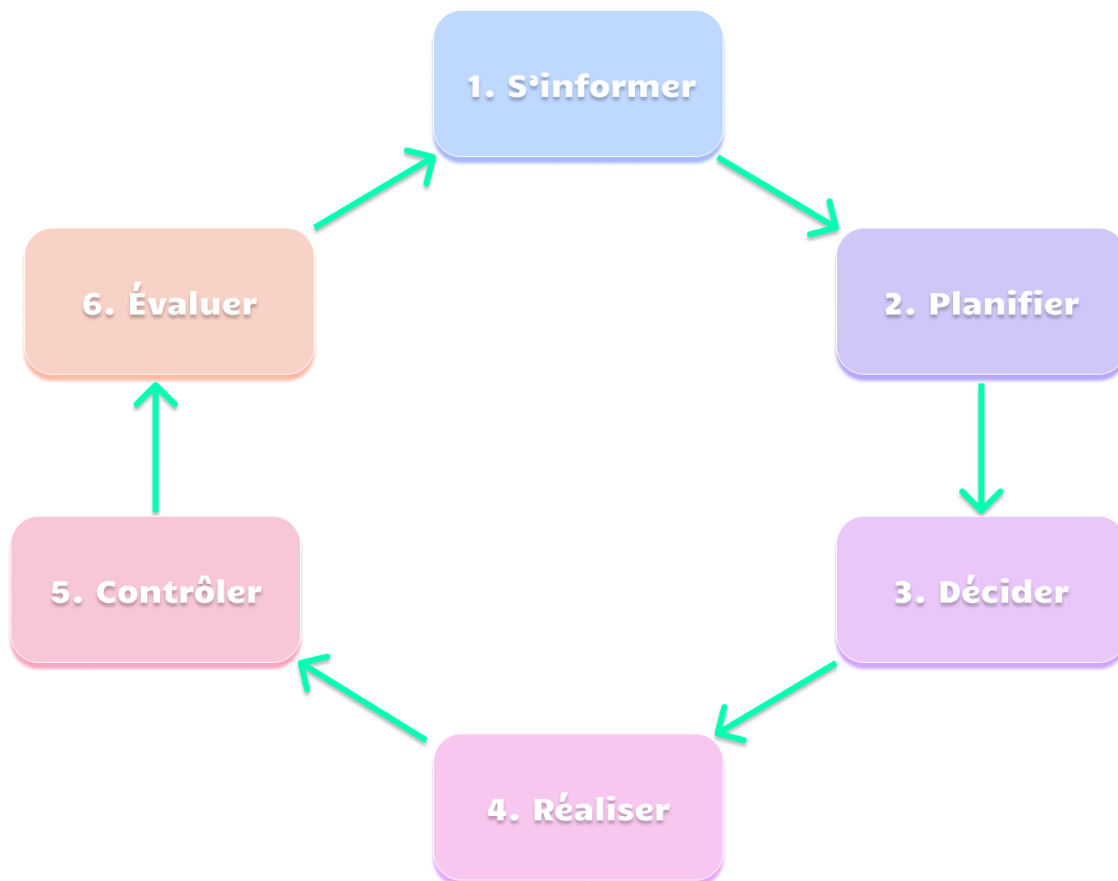 1. S’informer
2. Planifier
3. Décider
4. Réaliser
5. Contrôler
6. Évaluer